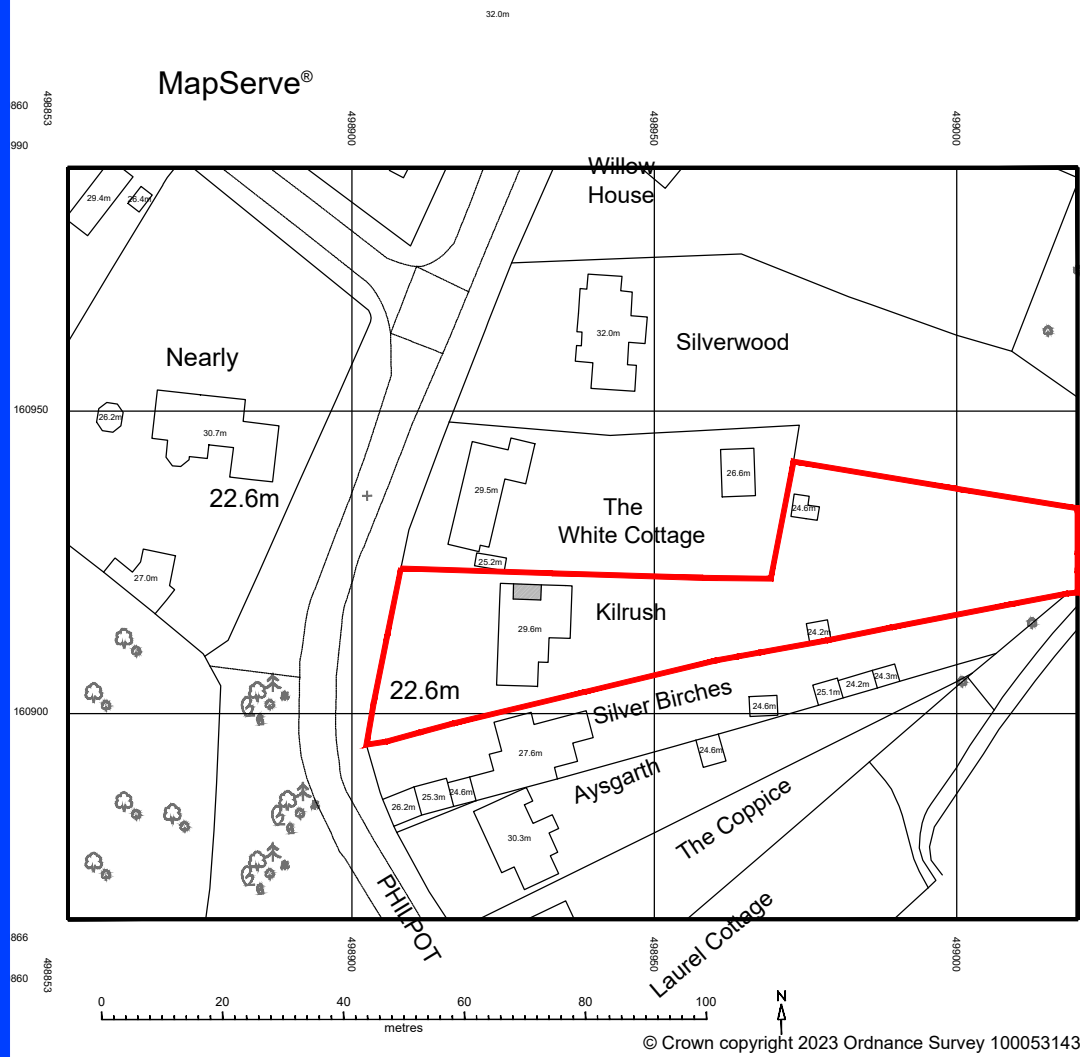 32.0m
MapServe®
860
498853
990
498900
498950
499000
Willow
House
29.4m
26.4m
32.0m
Silverwood
Nearly
160950
26.2m
30.7m
22.6m
29.5m
26.6m
The
White Cottage
24.6m
25.2m
27.0m
Kilrush
29.6m
24.2m
22.6m
Silver Birches
24.3m
24.2m
25.1m
24.6m
160900
27.6m
24.6m
Aysgarth
24.6m
25.3m
26.2m
30.3m
The Coppice
PHILPOT
Laurel Cottage
866
498853
860
498900
498950
499000
0 20 40 60 80 100
metres
N
© Crown copyright 2023 Ordnance Survey 100053143